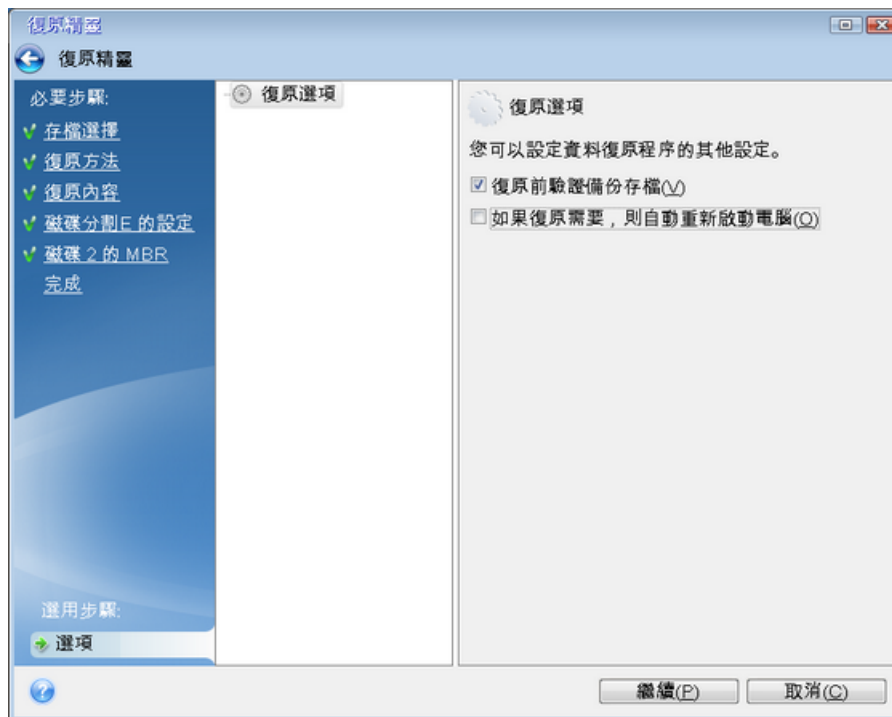 復原精靈
復原精靈
必要步驟:
存檔選擇
復原方法
復原內容
磁碟分割E 的設定
磁碟 2 的 MBR
完成
選用步驟:
選項
復原選項
復原選項
您可以設定資料復原程序的其他設定。
復原前驗證備份存檔(V)
如果復原需要，則自動重新啟動電腦(O)
繼續(P)
取消(C)